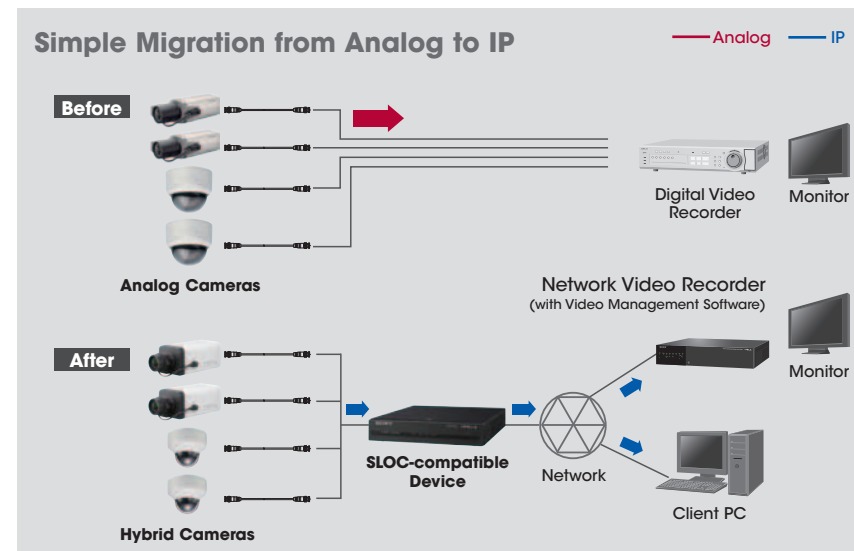 Simple Migration from Analog to IP
Analog
IP
Before
Digital Video
Recorder
Monitor
Analog Cameras
Network Video Recorder
(with Video Management Software)
After
Monitor
SLOC-compatible
Device
Network
Client PC
Hybrid Cameras